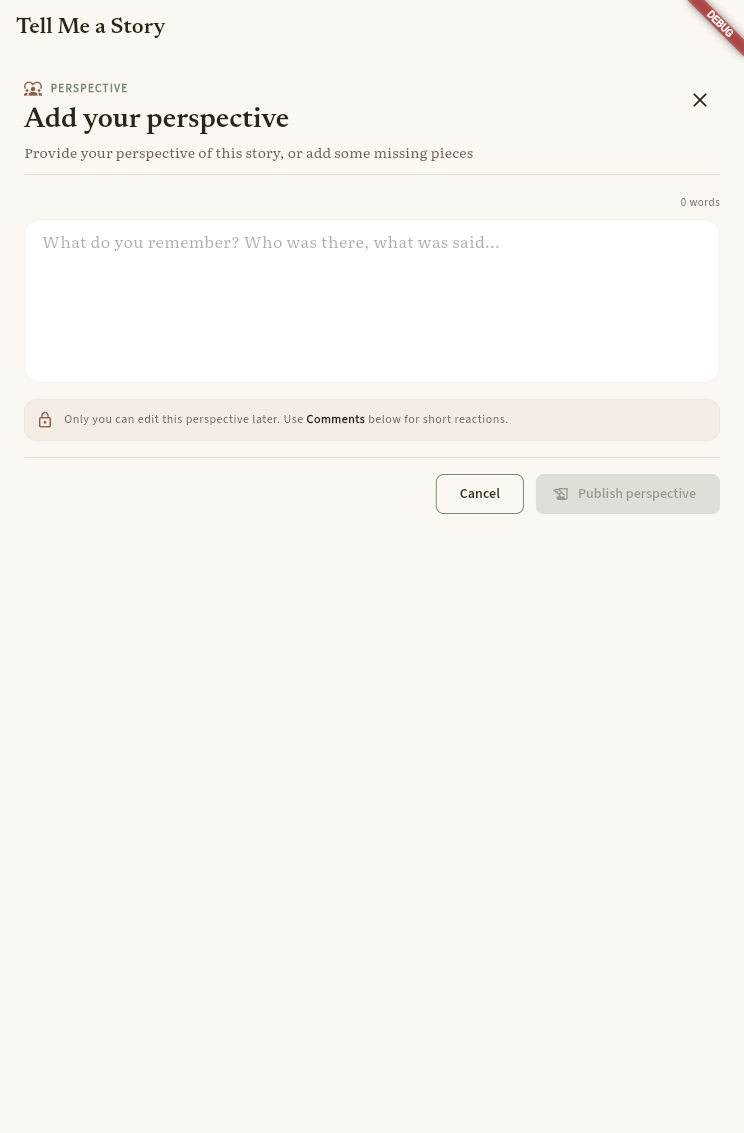 Tell Me a Story
DEBUG
PERSPECTIVE
Add your perspective
Provide your perspective of this story, or add some missing pieces
0 words
What do you remember? Who was there, what was said...
Only you can edit this perspective later. Use Comments below for short reactions.
Cancel
Publish perspective